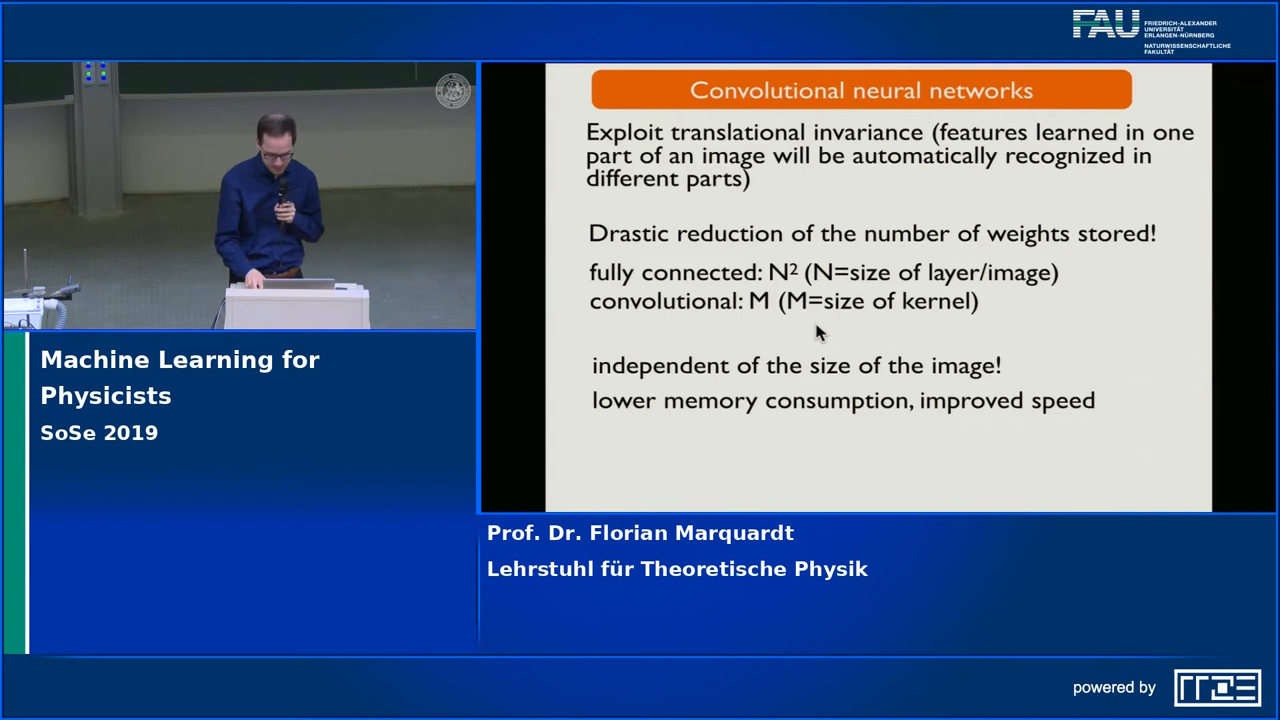 FAU
FRIEDRICH-ALEXANDER
UNIVERSITÄT
ERLANGEN-NÜRNBERG
NATURWISSENSCHAFTLICHE
FAKULTÄT
Convolutional neural networks
Exploit translational invariance (features learned in one
part of an image will be automatically recognized in
different parts)
Drastic reduction of the number of weights stored!
fully connected: N² (N=size of layer/image)
convolutional: M (M=size of kernel)
independent of the size of the image!
lower memory consumption, improved speed
Machine Learning for
Physicists
SoSe 2019
Prof. Dr. Florian Marquardt
Lehrstuhl für Theoretische Physik
powered by